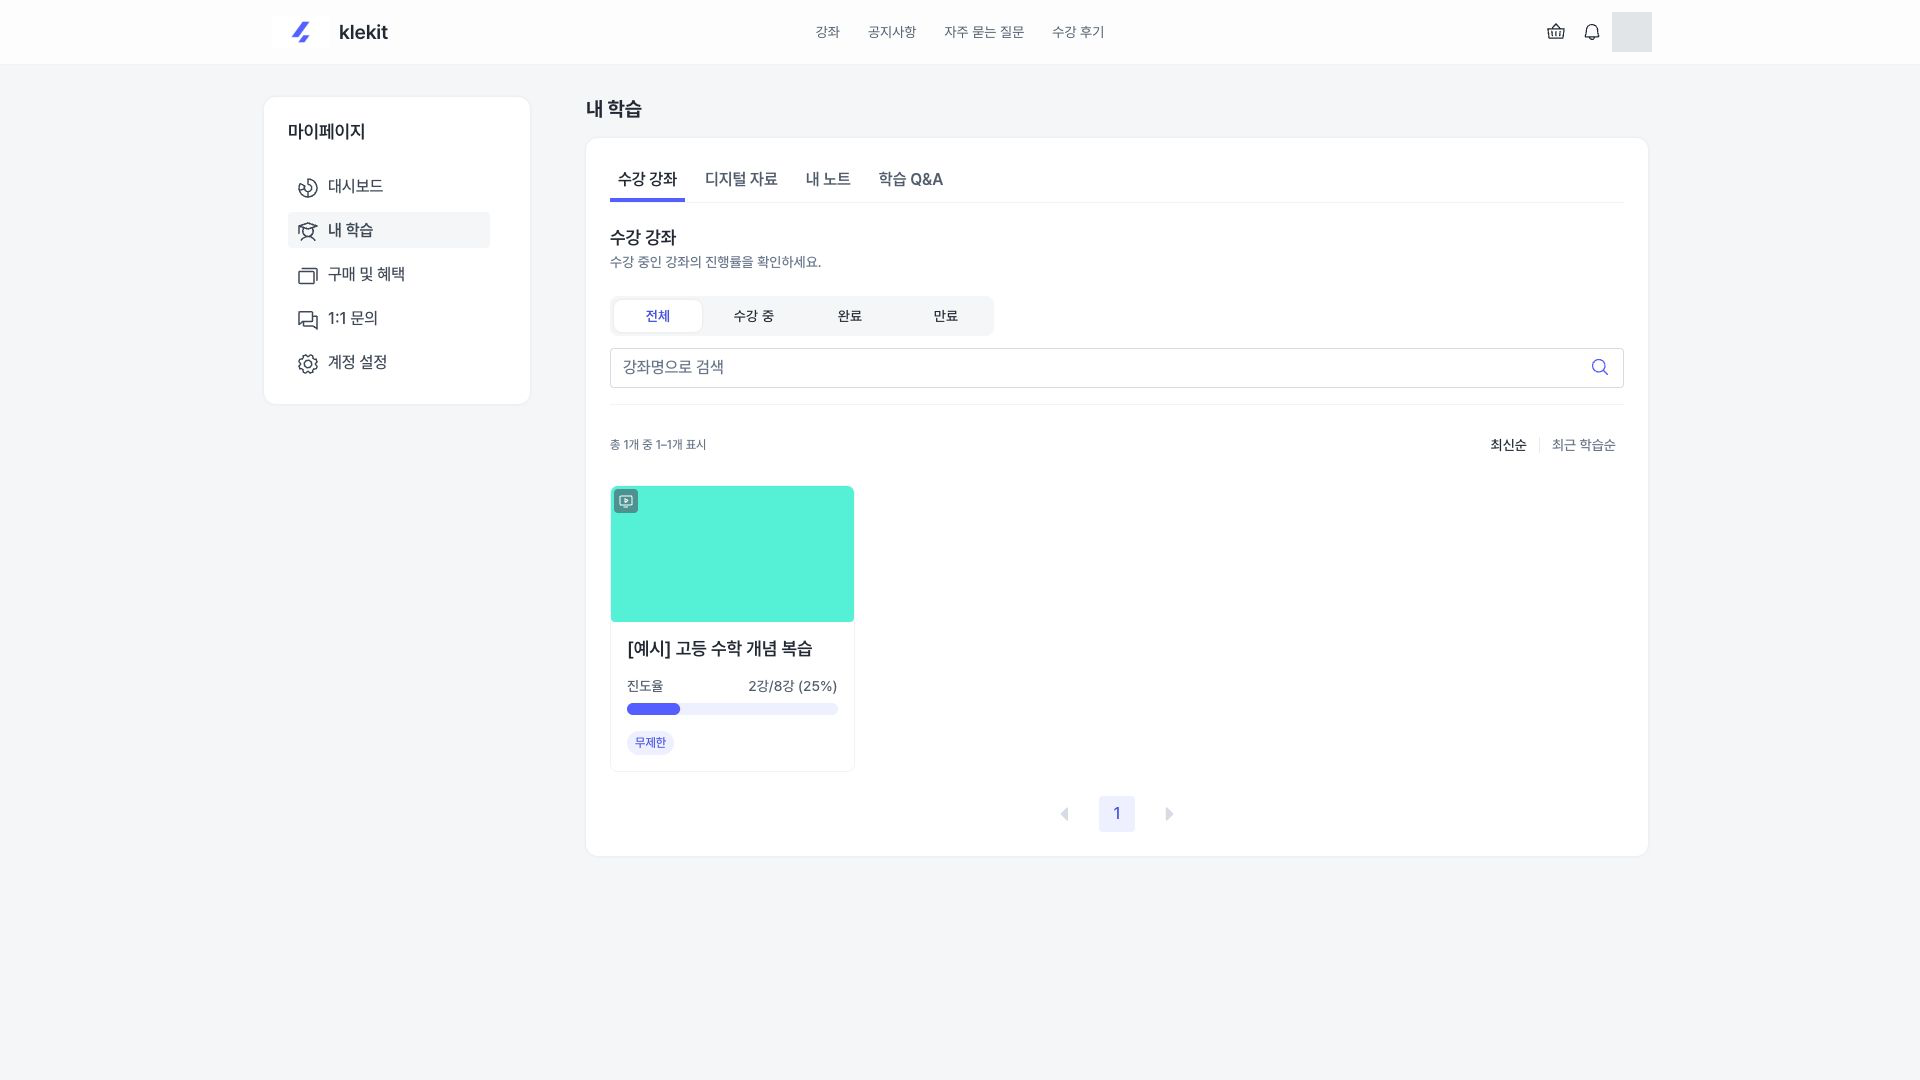 klekit
강좌
공지사항
자주 묻는 질문
수강 후기
마이페이지
대시보드
내 학습
구매 및 혜택
1:1 문의
계정 설정
내 학습
수강 강좌
디지털 자료
내 노트
학습 Q&A
수강 강좌
수강 중인 강좌의 진행률을 확인하세요.
전체
수강 중
완료
만료
강좌명으로 검색
총 1개 중 1–1개 표시
최신순
최근 학습순
[예시] 고등 수학 개념 복습
진도율
2강/8강 (25%)
무제한
1